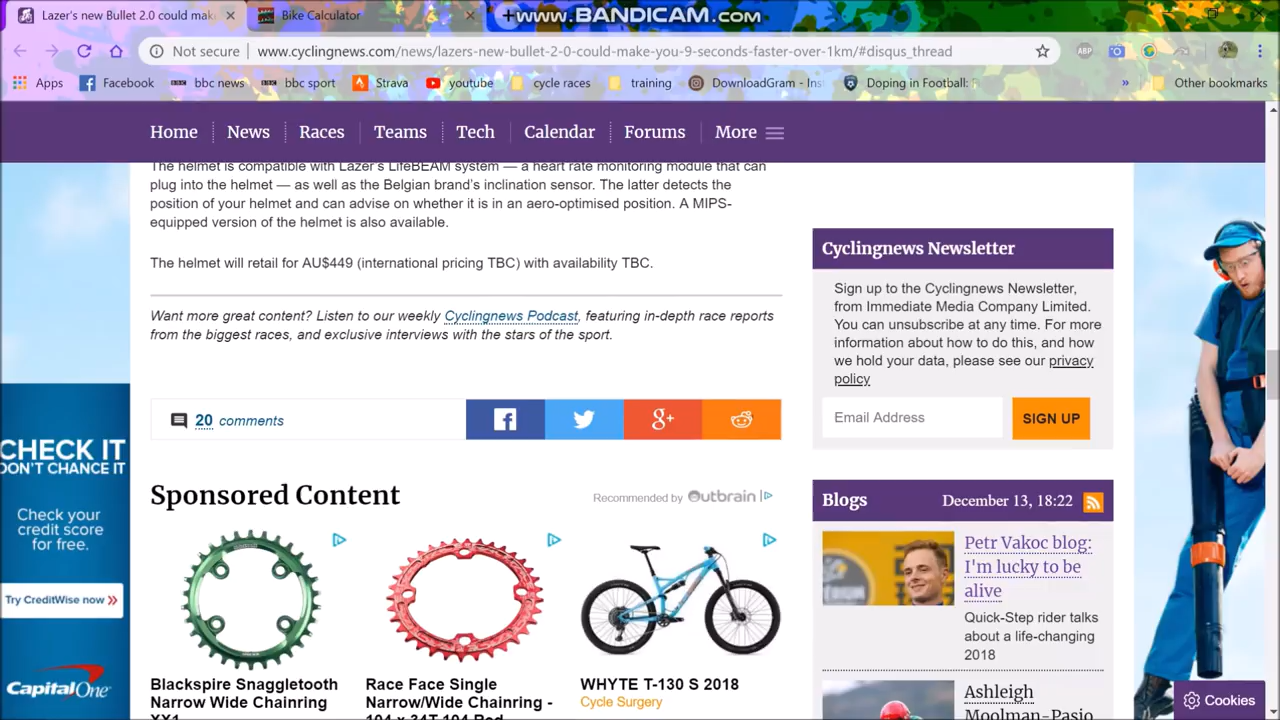 Lazer's new Bullet 2.0 could mak
Bike Calculator
www.BANDICAM.com
Not secure
www.cyclingnews.com/news/lazers-new-bullet-2-0-could-make-you-9-seconds-faster-over-1km/#disqus_thread
ABP
Apps
Facebook
bbc news
bbc sport
Strava
youtube
cycle races
training
DownloadGram - Ins
Doping in Football:
»
Other bookmarks
Home
News
Races
Teams
Tech
Calendar
Forums
More
The helmet is compatible with Lazer's LifeBEAM system — a heart rate monitoring module that can
plug into the helmet — as well as the Belgian brand's inclination sensor. The latter detects the
position of your helmet and can advise on whether it is in an aero-optimised position. A MIPS-
equipped version of the helmet is also available.
The helmet will retail for AU$449 (international pricing TBC) with availability TBC.
Want more great content? Listen to our weekly Cyclingnews Podcast, featuring in-depth race reports
from the biggest races, and exclusive interviews with the stars of the sport.
20 comments
g+
Sponsored Content
Recommended by Outbrain
Blackspire Snaggletooth
Narrow Wide Chainring
Race Face Single
Narrow/Wide Chainring -
WHYTE T-130 S 2018
Cycle Surgery
Cyclingnews Newsletter
Sign up to the Cyclingnews Newsletter,
from Immediate Media Company Limited.
You can unsubscribe at any time. For more
information about how to do this, and how
we hold your data, please see our privacy
policy
Email Address
SIGN UP
Blogs
December 13, 18:22
Petr Vakoc blog:
I'm lucky to be
alive
Quick-Step rider talks
about a life-changing
2018
Ashleigh
Moolman-Pasio
CHECK IT
DON'T CHANCE IT
Check your
credit score
for free.
Try CreditWise now »
Capital One
Cookies